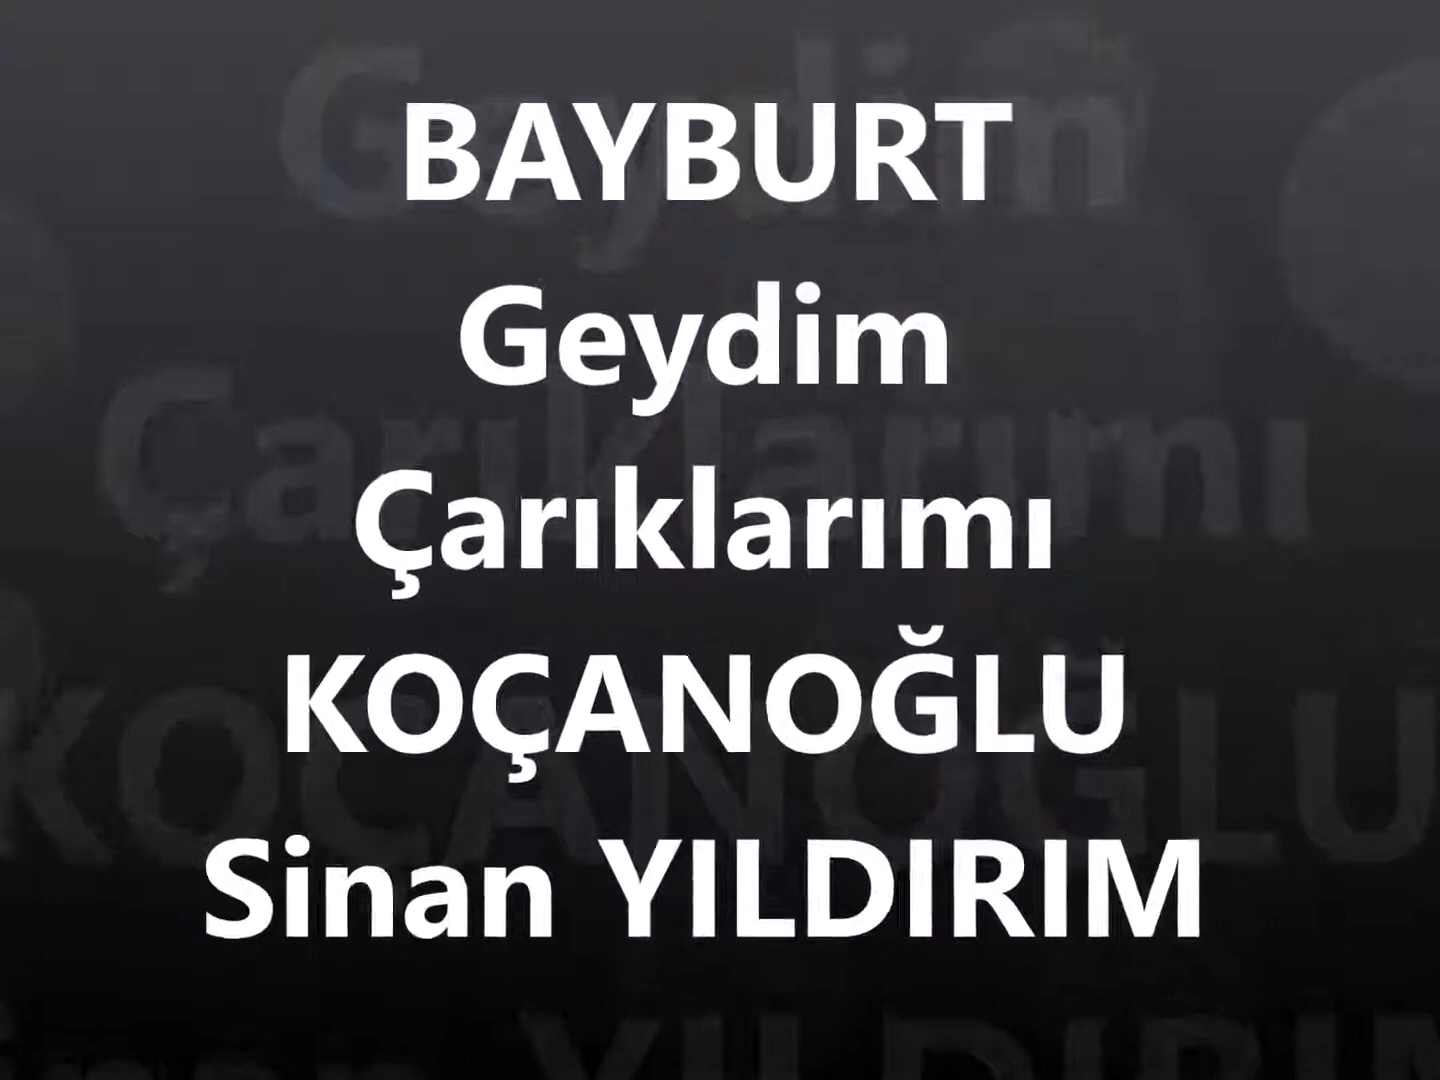 BAYBURT
Geydim
Çarıklarımı
KOÇANOĞLU
Sinan YILDIRIM